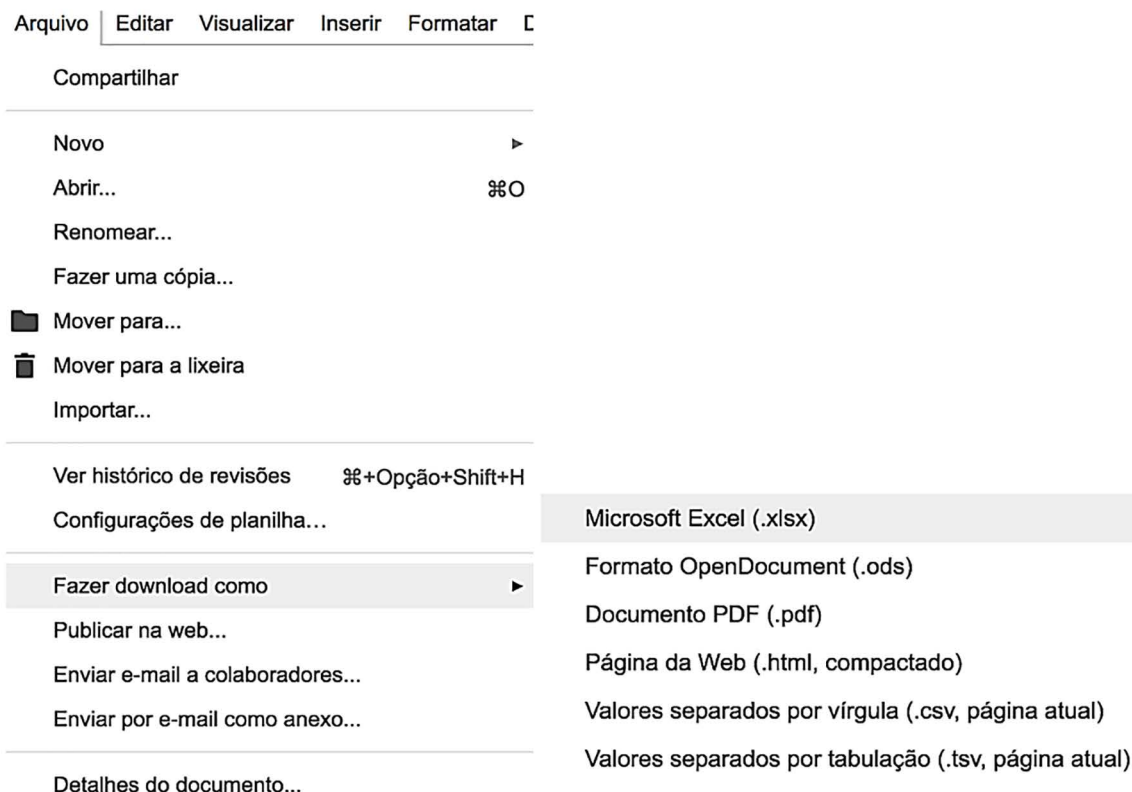 Arquivo Editar Visualizar Inserir Formatar
Compartilhar
Novo
Abrir... ⌘O
Renomear...
Fazer uma cópia...
Mover para...
Mover para a lixeira
Importar...
Ver histórico de revisões ⌘+Opção+Shift+H
Configurações de planilha...
Fazer download como
Publicar na web...
Enviar e-mail a colaboradores...
Enviar por e-mail como anexo...
Detalhes do documento...
Microsoft Excel (.xlsx)
Formato OpenDocument (.ods)
Documento PDF (.pdf)
Página da Web (.html, compactado)
Valores separados por vírgula (.csv, página atual)
Valores separados por tabulação (.tsv, página atual)